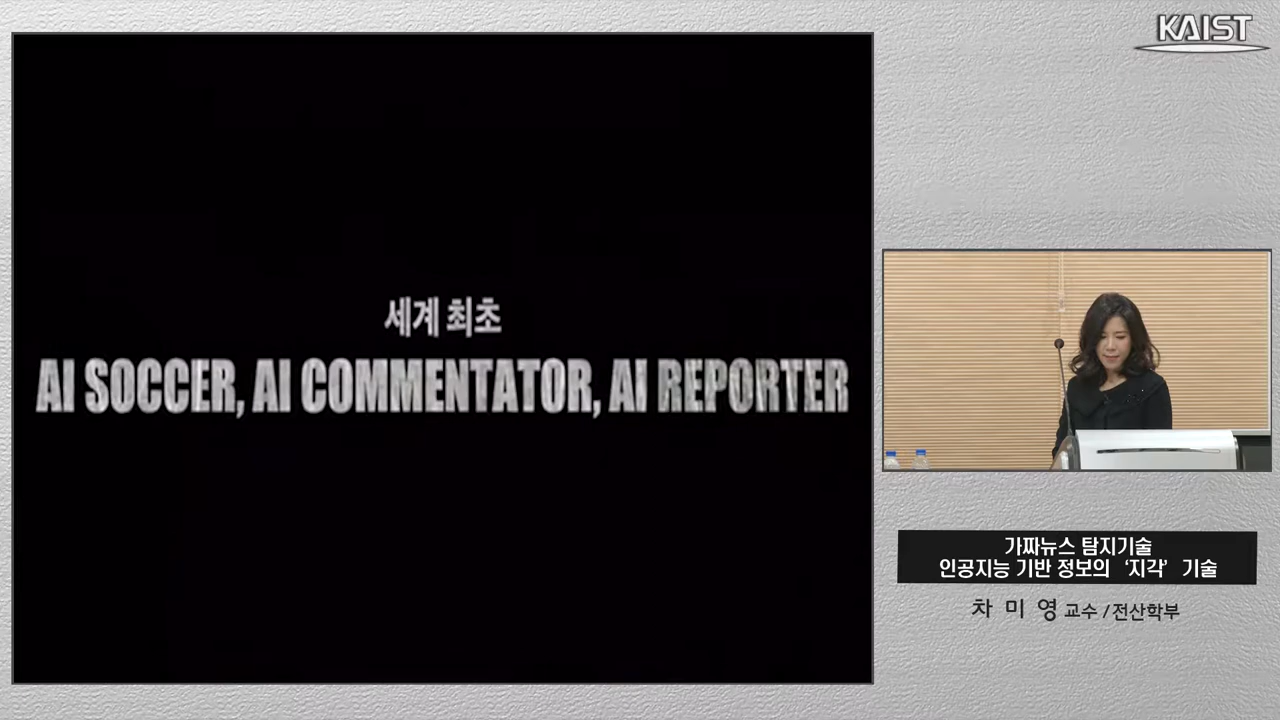 KAIST
세계 최초
AI SOCCER, AI COMMENTATOR, AI REPORTER
가짜뉴스 탐지기술
인공지능 기반 정보의 ‘지각’ 기술
차 미 영 교수 / 전산학부